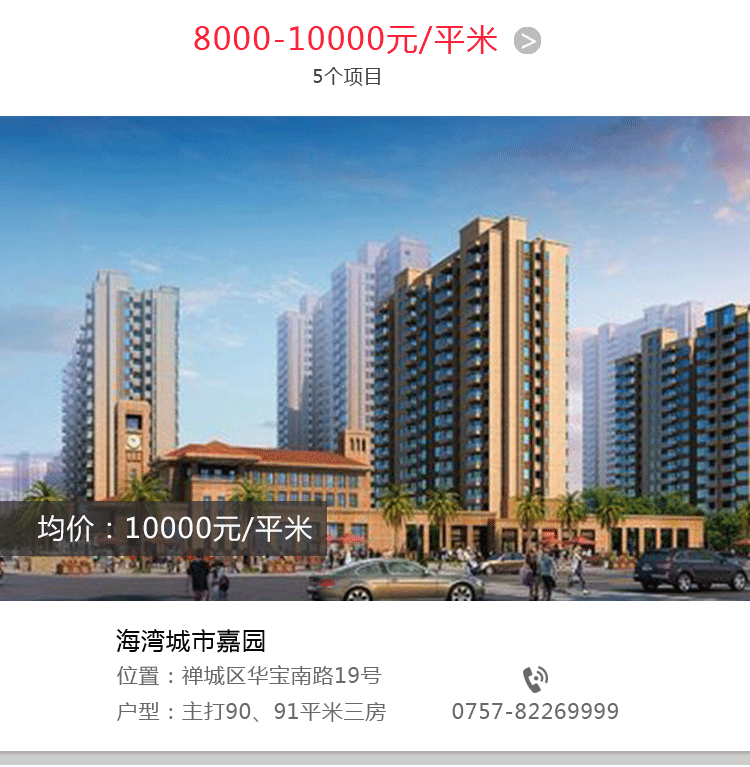 8000-10000元/平米 >
5个项目
均价：10000元/平米
海湾城市嘉园
位置：禅城区华宝南路19号
户型：主打90、91平米三房
0757-82269999